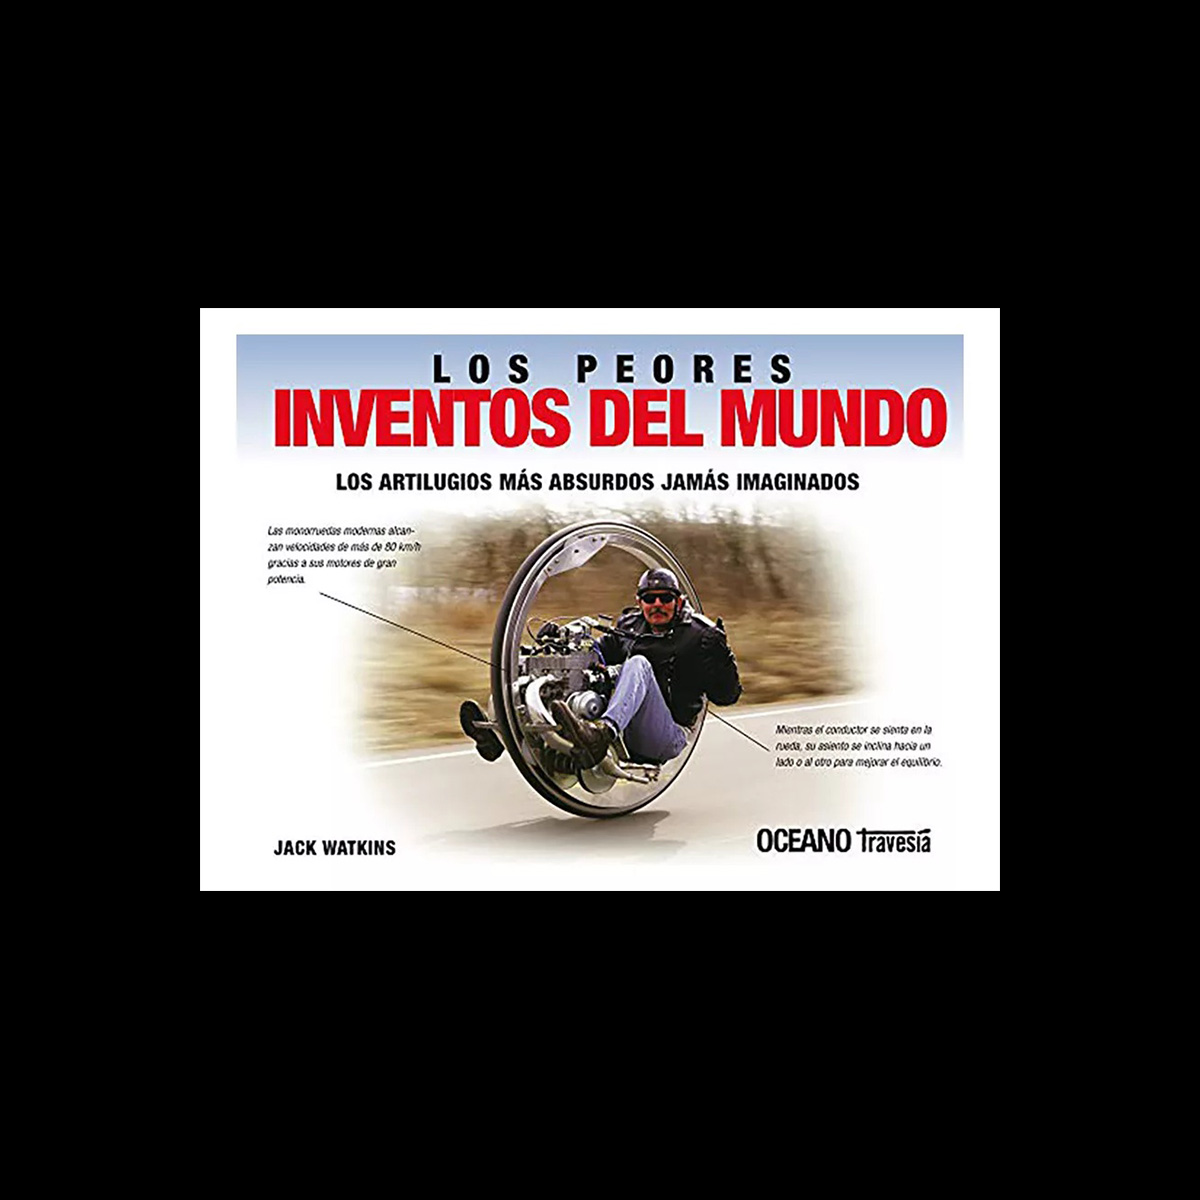 LOS PEORES
INVENTOS DEL MUNDO
LOS ARTILUGIOS MÁS ABSURDOS JAMÁS IMAGINADOS
Las monorruedas modernas alcan-
zan velocidades de más de 80 km/h
gracias a sus motores de gran
potencia.
Mientras el conductor se sienta en la
rueda, su asiento se inclina hacia un
lado o al otro para mejorar el equilibrio.
JACK WATKINS
OCEANO Travesía